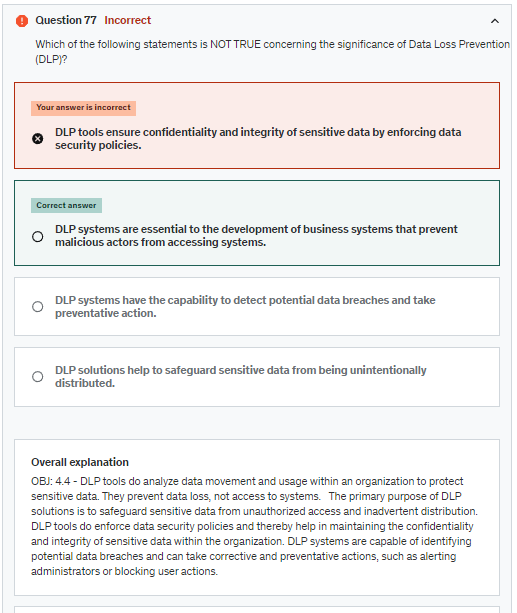 Question 77 Incorrect
Which of the following statements is NOT TRUE concerning the significance of Data Loss Prevention
(DLP)?
Your answer is incorrect
DLP tools ensure confidentiality and integrity of sensitive data by enforcing data
security policies.
Correct answer
DLP systems are essential to the development of business systems that prevent
malicious actors from accessing systems.
DLP systems have the capability to detect potential data breaches and take
preventative action.
DLP solutions help to safeguard sensitive data from being unintentionally
distributed.
Overall explanation
OBJ: 4.4 - DLP tools do analyze data movement and usage within an organization to protect
sensitive data. They prevent data loss, not access to systems. The primary purpose of DLP
solutions is to safeguard sensitive data from unauthorized access and inadvertent distribution.
DLP tools do enforce data security policies and thereby help in maintaining the confidentiality
and integrity of sensitive data within the organization. DLP systems are capable of identifying
potential data breaches and can take corrective and preventative actions, such as alerting
administrators or blocking user actions.